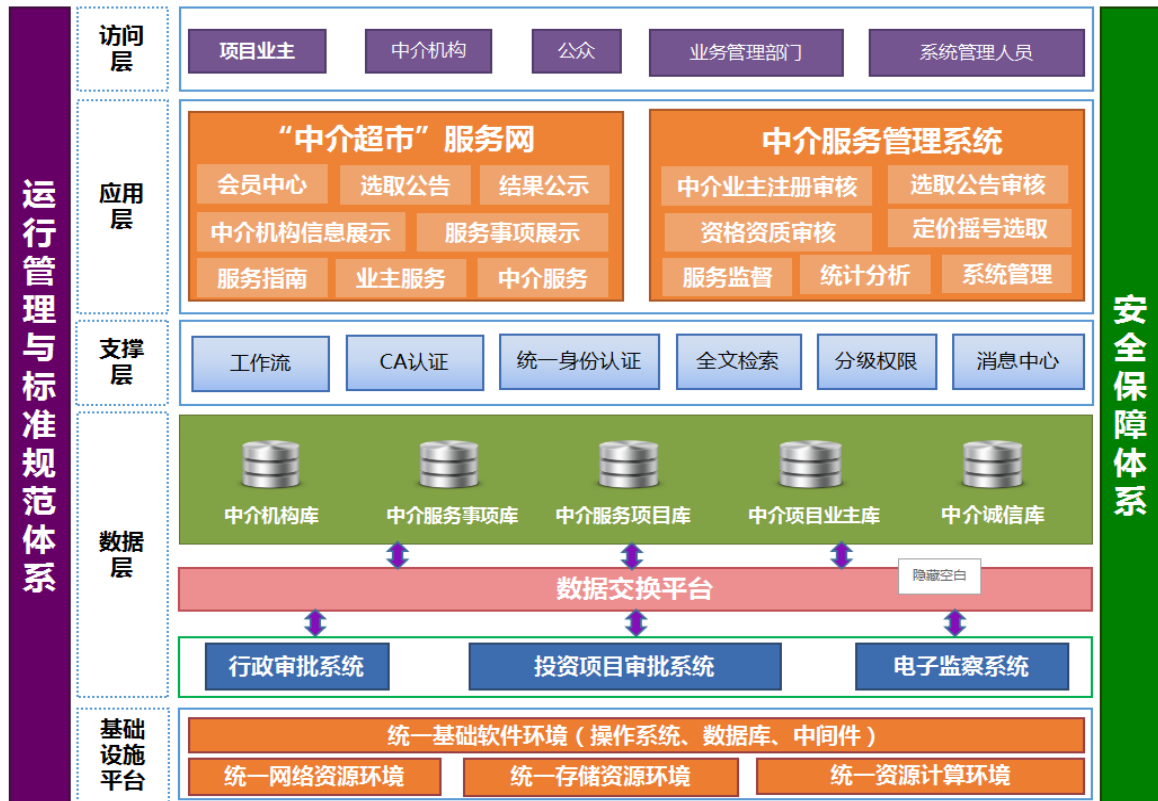 运行管理与标准规范体系
访问
层
项目业主
中介机构
公众
业务管理部门
系统管理人员
应用
层
“中介超市”服务网
会员中心
选取公告
结果公示
中介机构信息展示
服务事项展示
服务指南
业主服务
中介服务
中介服务管理系统
中介业主注册审核
选取公告审核
资格资质审核
定价摇号选取
服务监督
统计分析
系统管理
支撑
层
工作流
CA认证
统一身份认证
全文检索
分级权限
消息中心
数据
层
中介机构库
中介服务事项库
中介服务项目库
中介项目业主库
中介诚信库
数据交换平台
隐藏空白
行政审批系统
投资项目审批系统
电子监察系统
基础
设施
平台
统一基础软件环境（操作系统、数据库、中间件）
统一网络资源环境
统一存储资源环境
统一资源计算环境
安全保障体系